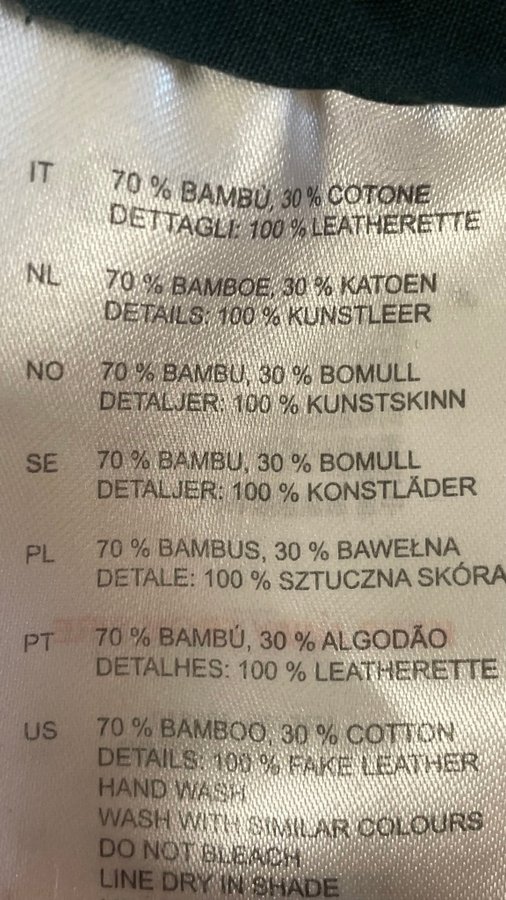 IT 70 % BAMBÙ, 30 % COTONE
DETTAGLI: 100 % LEATHERETTE
NL 70 % BAMBOE, 30 % KATOEN
DETAILS: 100 % KUNSTLEER
NO 70 % BAMBU, 30 % BOMULL
DETALJER: 100 % KUNSTSKINN
SE 70 % BAMBU, 30 % BOMULL
DETALJER: 100 % KONSTLÄDER
PL 70 % BAMBUS, 30 % BAWEŁNA
DETALE: 100 % SZTUCZNA SKÓRA
PT 70 % BAMBÚ, 30 % ALGODÃO
DETALHES: 100 % LEATHERETTE
US 70 % BAMBOO, 30 % COTTON
DETAILS: 100 % FAKE LEATHER
HAND WASH
WASH WITH SIMILAR COLOURS
DO NOT BLEACH
LINE DRY IN SHADE